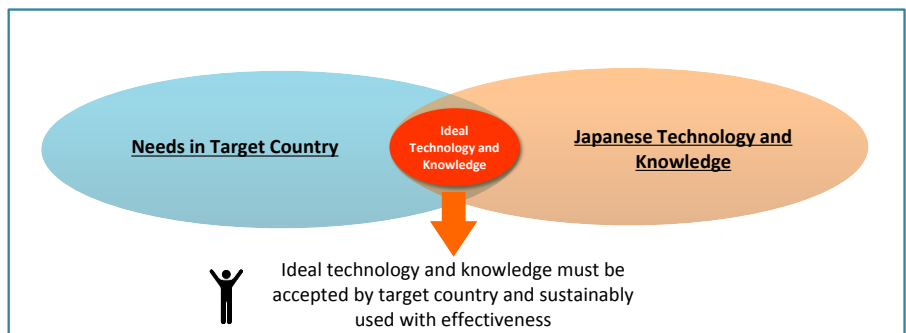 Needs in Target Country
Ideal
Technology and
Knowledge
Japanese Technology and
Knowledge
Ideal technology and knowledge must be
accepted by target country and sustainably
used with effectiveness